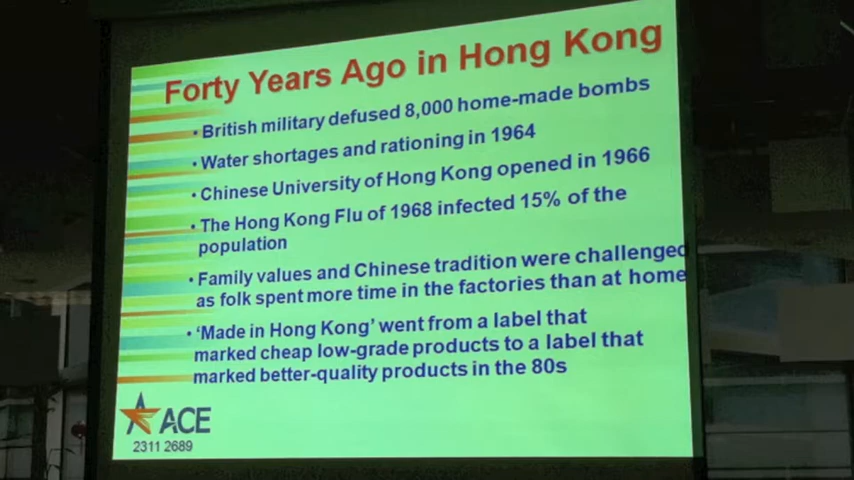 Forty Years Ago in Hong Kong
• British military defused 8,000 home-made bombs
• Water shortages and rationing in 1964
• Chinese University of Hong Kong opened in 1966
• The Hong Kong Flu of 1968 infected 15% of the
population
• Family values and Chinese tradition were challenged
as folk spent more time in the factories than at home
• ‘Made in Hong Kong’ went from a label that
marked cheap low-grade products to a label that
marked better-quality products in the 80s
ACE
2311 2689